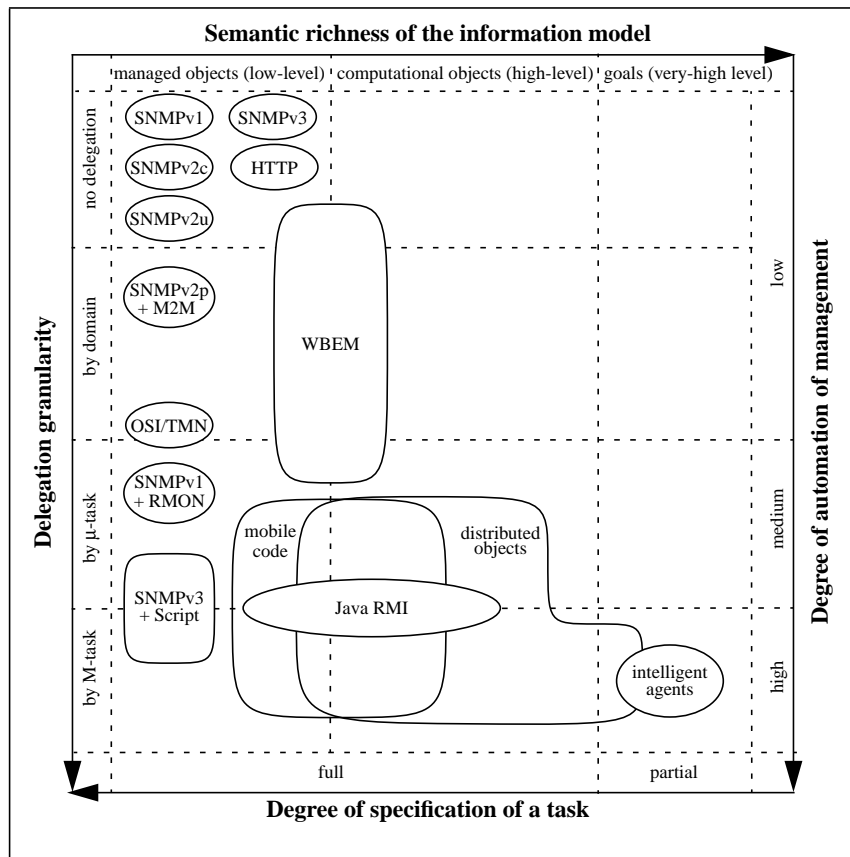 Semantic richness of the information model
managed objects (low-level)
computational objects (high-level)
goals (very-high level)
no delegation
SNMPv1
SNMPv3
SNMPv2c
HTTP
SNMPv2u
low
Delegation granularity
by domain
SNMPv2p
+ M2M
WBEM
OSI/TMN
Degree of automation of management
by μ-task
SNMPv1
+ RMON
mobile
code
distributed
objects
medium
SNMPv3
+ Script
Java RMI
by M-task
intelligent
agents
high
full
partial
Degree of specification of a task